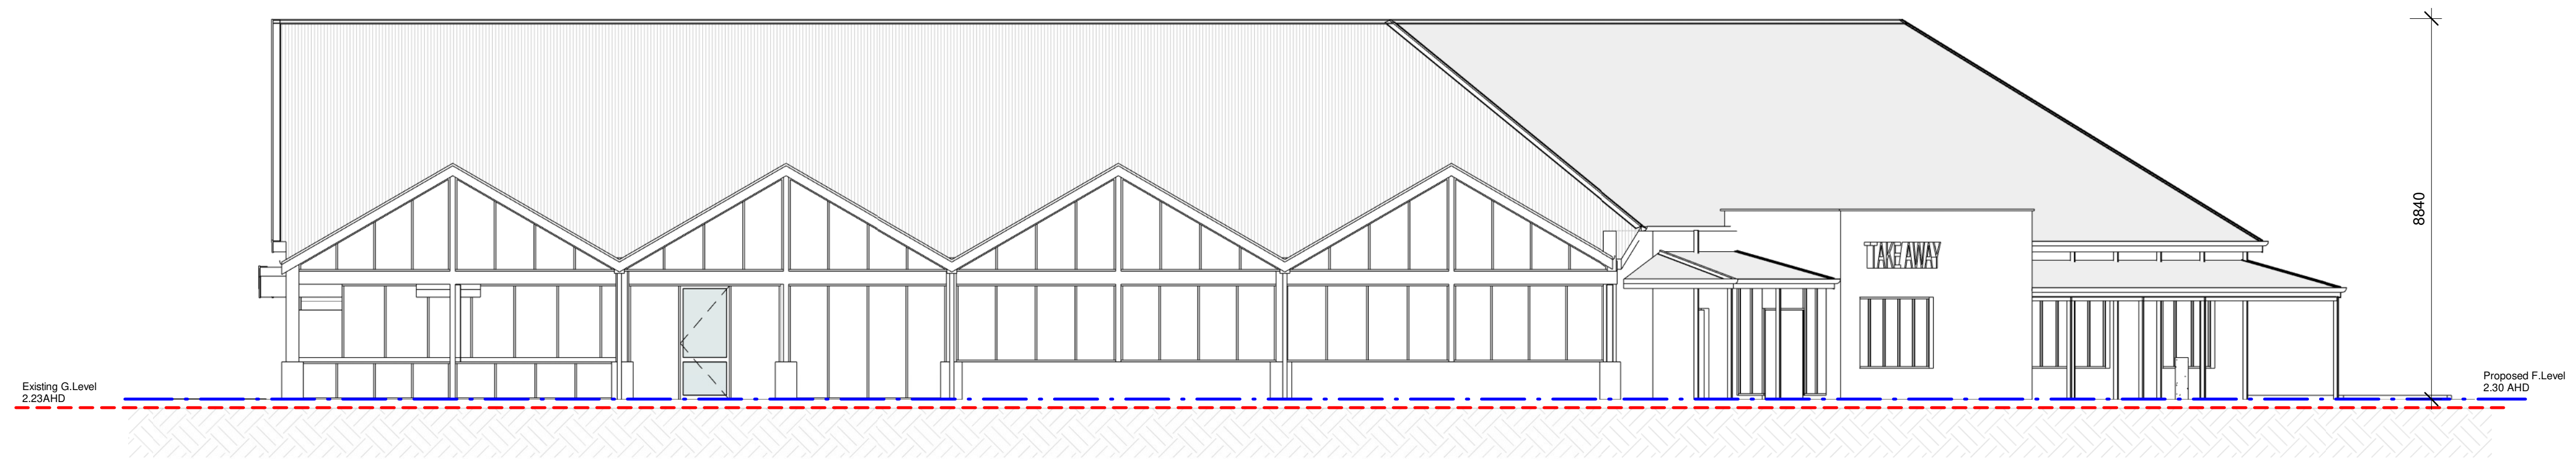 TAKE AWAY
8840
Existing G.Level
2.23AHD
Proposed F.Level
2.30 AHD